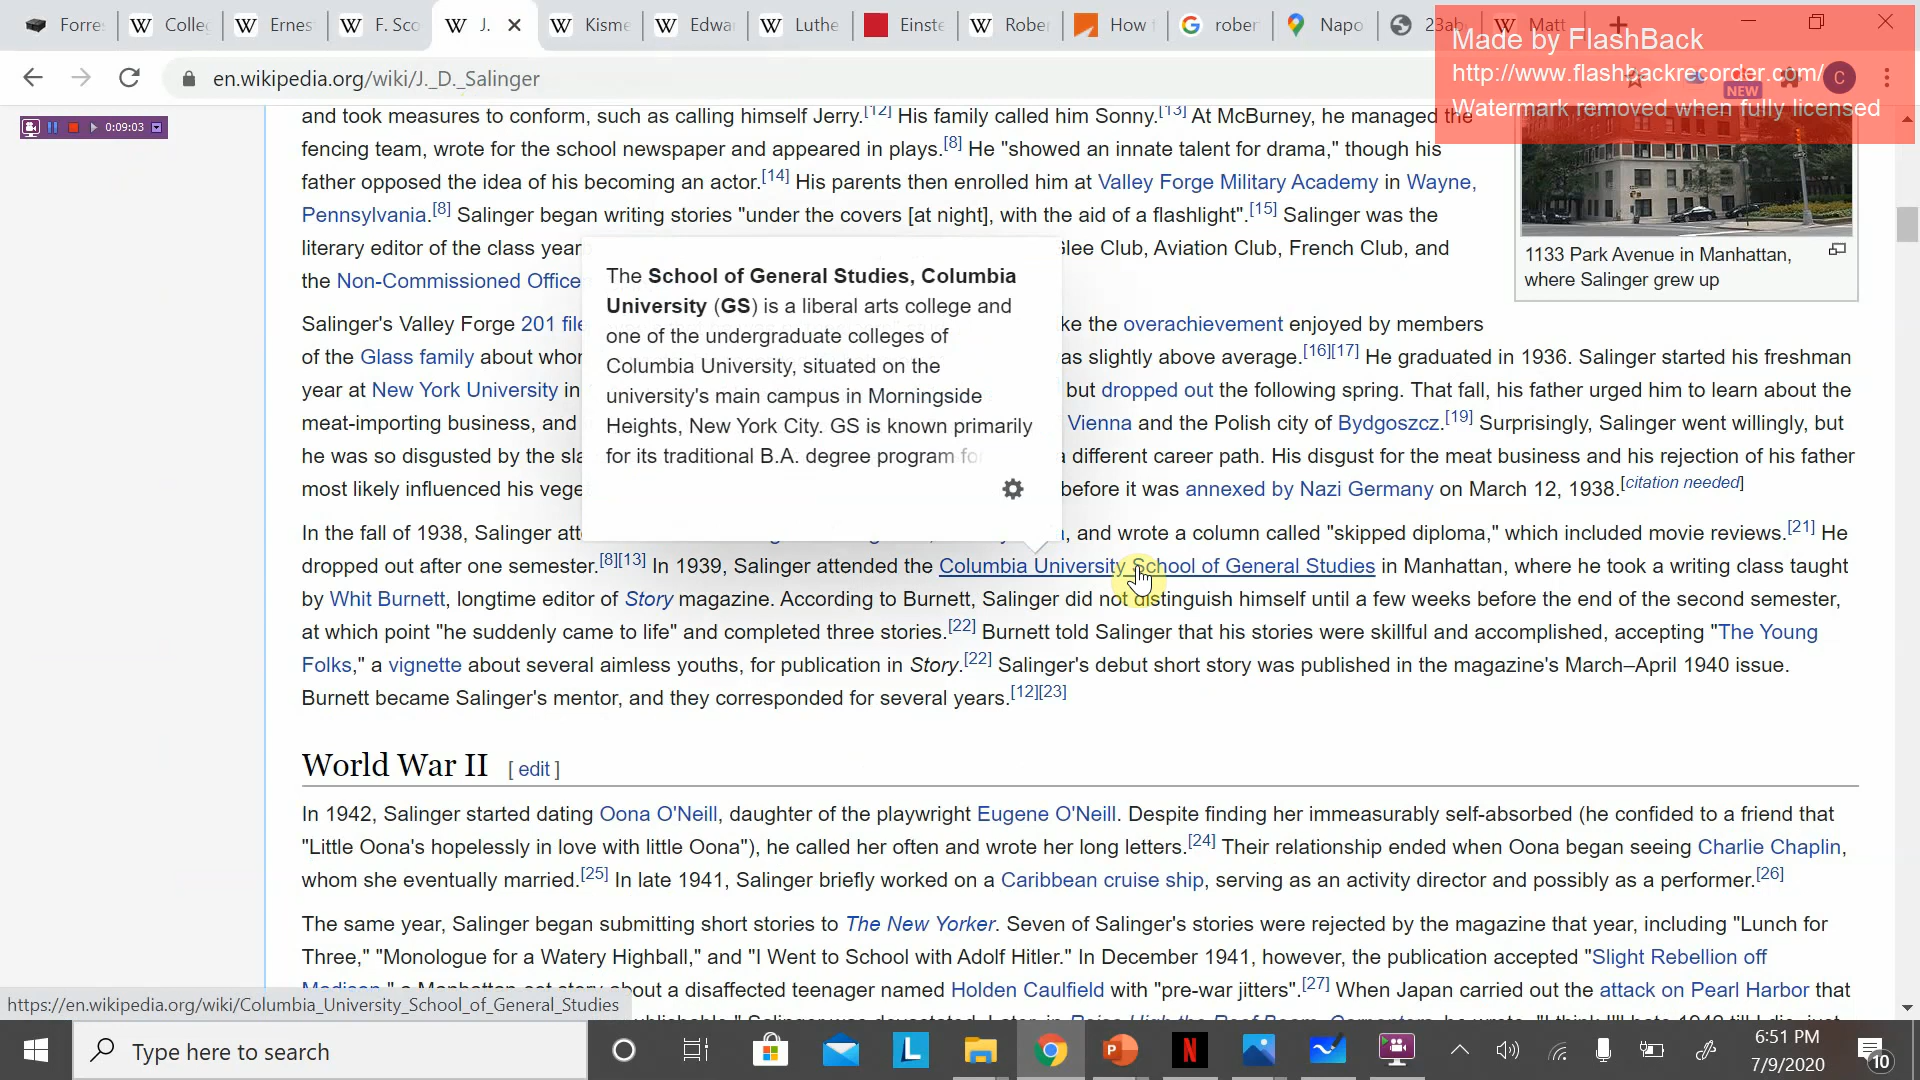 Forre
Colle
Ernes
F. Sco
J.
Kisme
Edwa
Luthe
Einste
Rober
How
rober
Napo
23ab
Matt
Made by FlashBack
http://www.flashbackrecorder.com/
Watermark removed when fully licensed
en.wikipedia.org/wiki/J._D._Salinger
C
NEW
0:09:03
and took measures to conform, such as calling himself Jerry.[12] His family called him Sonny.[13] At McBurney, he managed the
fencing team, wrote for the school newspaper and appeared in plays.[8] He "showed an innate talent for drama," though his
father opposed the idea of his becoming an actor.[14] His parents then enrolled him at Valley Forge Military Academy in Wayne,
Pennsylvania.[8] Salinger began writing stories "under the covers [at night], with the aid of a flashlight".[15] Salinger was the
literary editor of the class year Glee Club, Aviation Club, French Club, and
the Non-Commissioned Office
1133 Park Avenue in Manhattan,
where Salinger grew up
The School of General Studies, Columbia
University (GS) is a liberal arts college and
one of the undergraduate colleges of
Columbia University, situated on the
university's main campus in Morningside
Heights, New York City. GS is known primarily
for its traditional B.A. degree program for
Salinger's Valley Forge 201 file ke the overachievement enjoyed by members
of the Glass family about whom as slightly above average.[16][17] He graduated in 1936. Salinger started his freshman
year at New York University in but dropped out the following spring. That fall, his father urged him to learn about the
meat-importing business, and Vienna and the Polish city of Bydgoszcz.[19] Surprisingly, Salinger went willingly, but
he was so disgusted by the sla a different career path. His disgust for the meat business and his rejection of his father
most likely influenced his vege before it was annexed by Nazi Germany on March 12, 1938.[citation needed]
In the fall of 1938, Salinger atte , and wrote a column called "skipped diploma," which included movie reviews.[21] He
dropped out after one semester.[8][13] In 1939, Salinger attended the Columbia University School of General Studies in Manhattan, where he took a writing class taught
by Whit Burnett, longtime editor of Story magazine. According to Burnett, Salinger did not distinguish himself until a few weeks before the end of the second semester,
at which point "he suddenly came to life" and completed three stories.[22] Burnett told Salinger that his stories were skillful and accomplished, accepting "The Young
Folks," a vignette about several aimless youths, for publication in Story.[22] Salinger's debut short story was published in the magazine's March–April 1940 issue.
Burnett became Salinger's mentor, and they corresponded for several years.[12][23]
World War II [ edit ]
In 1942, Salinger started dating Oona O'Neill, daughter of the playwright Eugene O'Neill. Despite finding her immeasurably self-absorbed (he confided to a friend that
"Little Oona's hopelessly in love with little Oona"), he called her often and wrote her long letters.[24] Their relationship ended when Oona began seeing Charlie Chaplin,
whom she eventually married.[25] In late 1941, Salinger briefly worked on a Caribbean cruise ship, serving as an activity director and possibly as a performer.[26]
The same year, Salinger began submitting short stories to The New Yorker. Seven of Salinger's stories were rejected by the magazine that year, including "Lunch for
Three," "Monologue for a Watery Highball," and "I Went to School with Adolf Hitler." In December 1941, however, the publication accepted "Slight Rebellion off
Madison," a Manhattan-set story about a disaffected teenager named Holden Caulfield with "pre-war jitters".[27] When Japan carried out the attack on Pearl Harbor that
https://en.wikipedia.org/wiki/Columbia_University_School_of_General_Studies
Type here to search
L
P
N
6:51 PM
7/9/2020
10